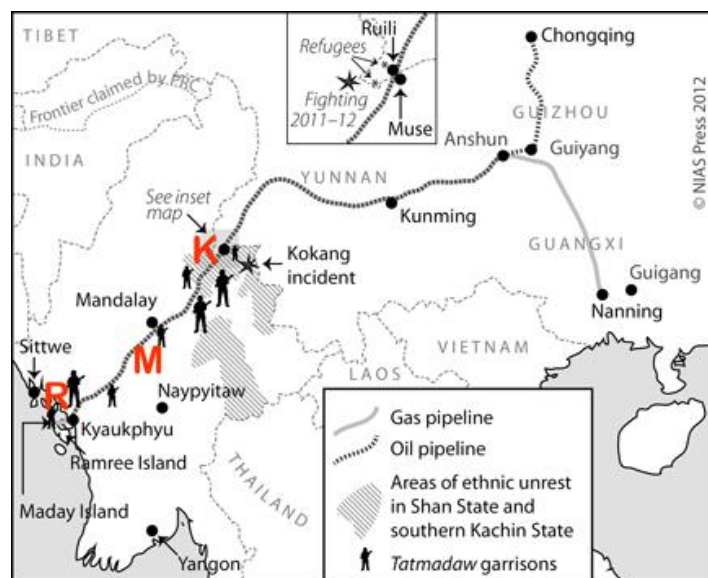 TIBET
Frontier claimed by PRC
INDIA
Refugees
Ruili
Fighting
2011–12
Muse
Chongqing
GUIZHOU
Anshun
Guiyang
© NIAS Press 2012
YUNNAN
See inset
map
Kunming
K
Kokang
incident
GUANGXI
Guigang
Nanning
Mandalay
M
Sittwe
R
Naypyitaw
VIETNAM
LAOS
Kyaukphyu
Ramree Island
Maday Island
THAILAND
Yangon
Gas pipeline
Oil pipeline
Areas of ethnic unrest
in Shan State and
southern Kachin State
Tatmadaw garrisons